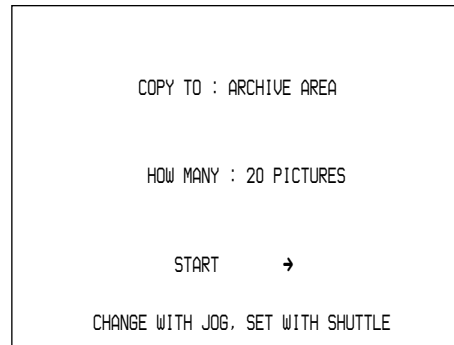 COPY TO : ARCHIVE AREA
HOW MANY : 20 PICTURES
START →
CHANGE WITH JOG, SET WITH SHUTTLE